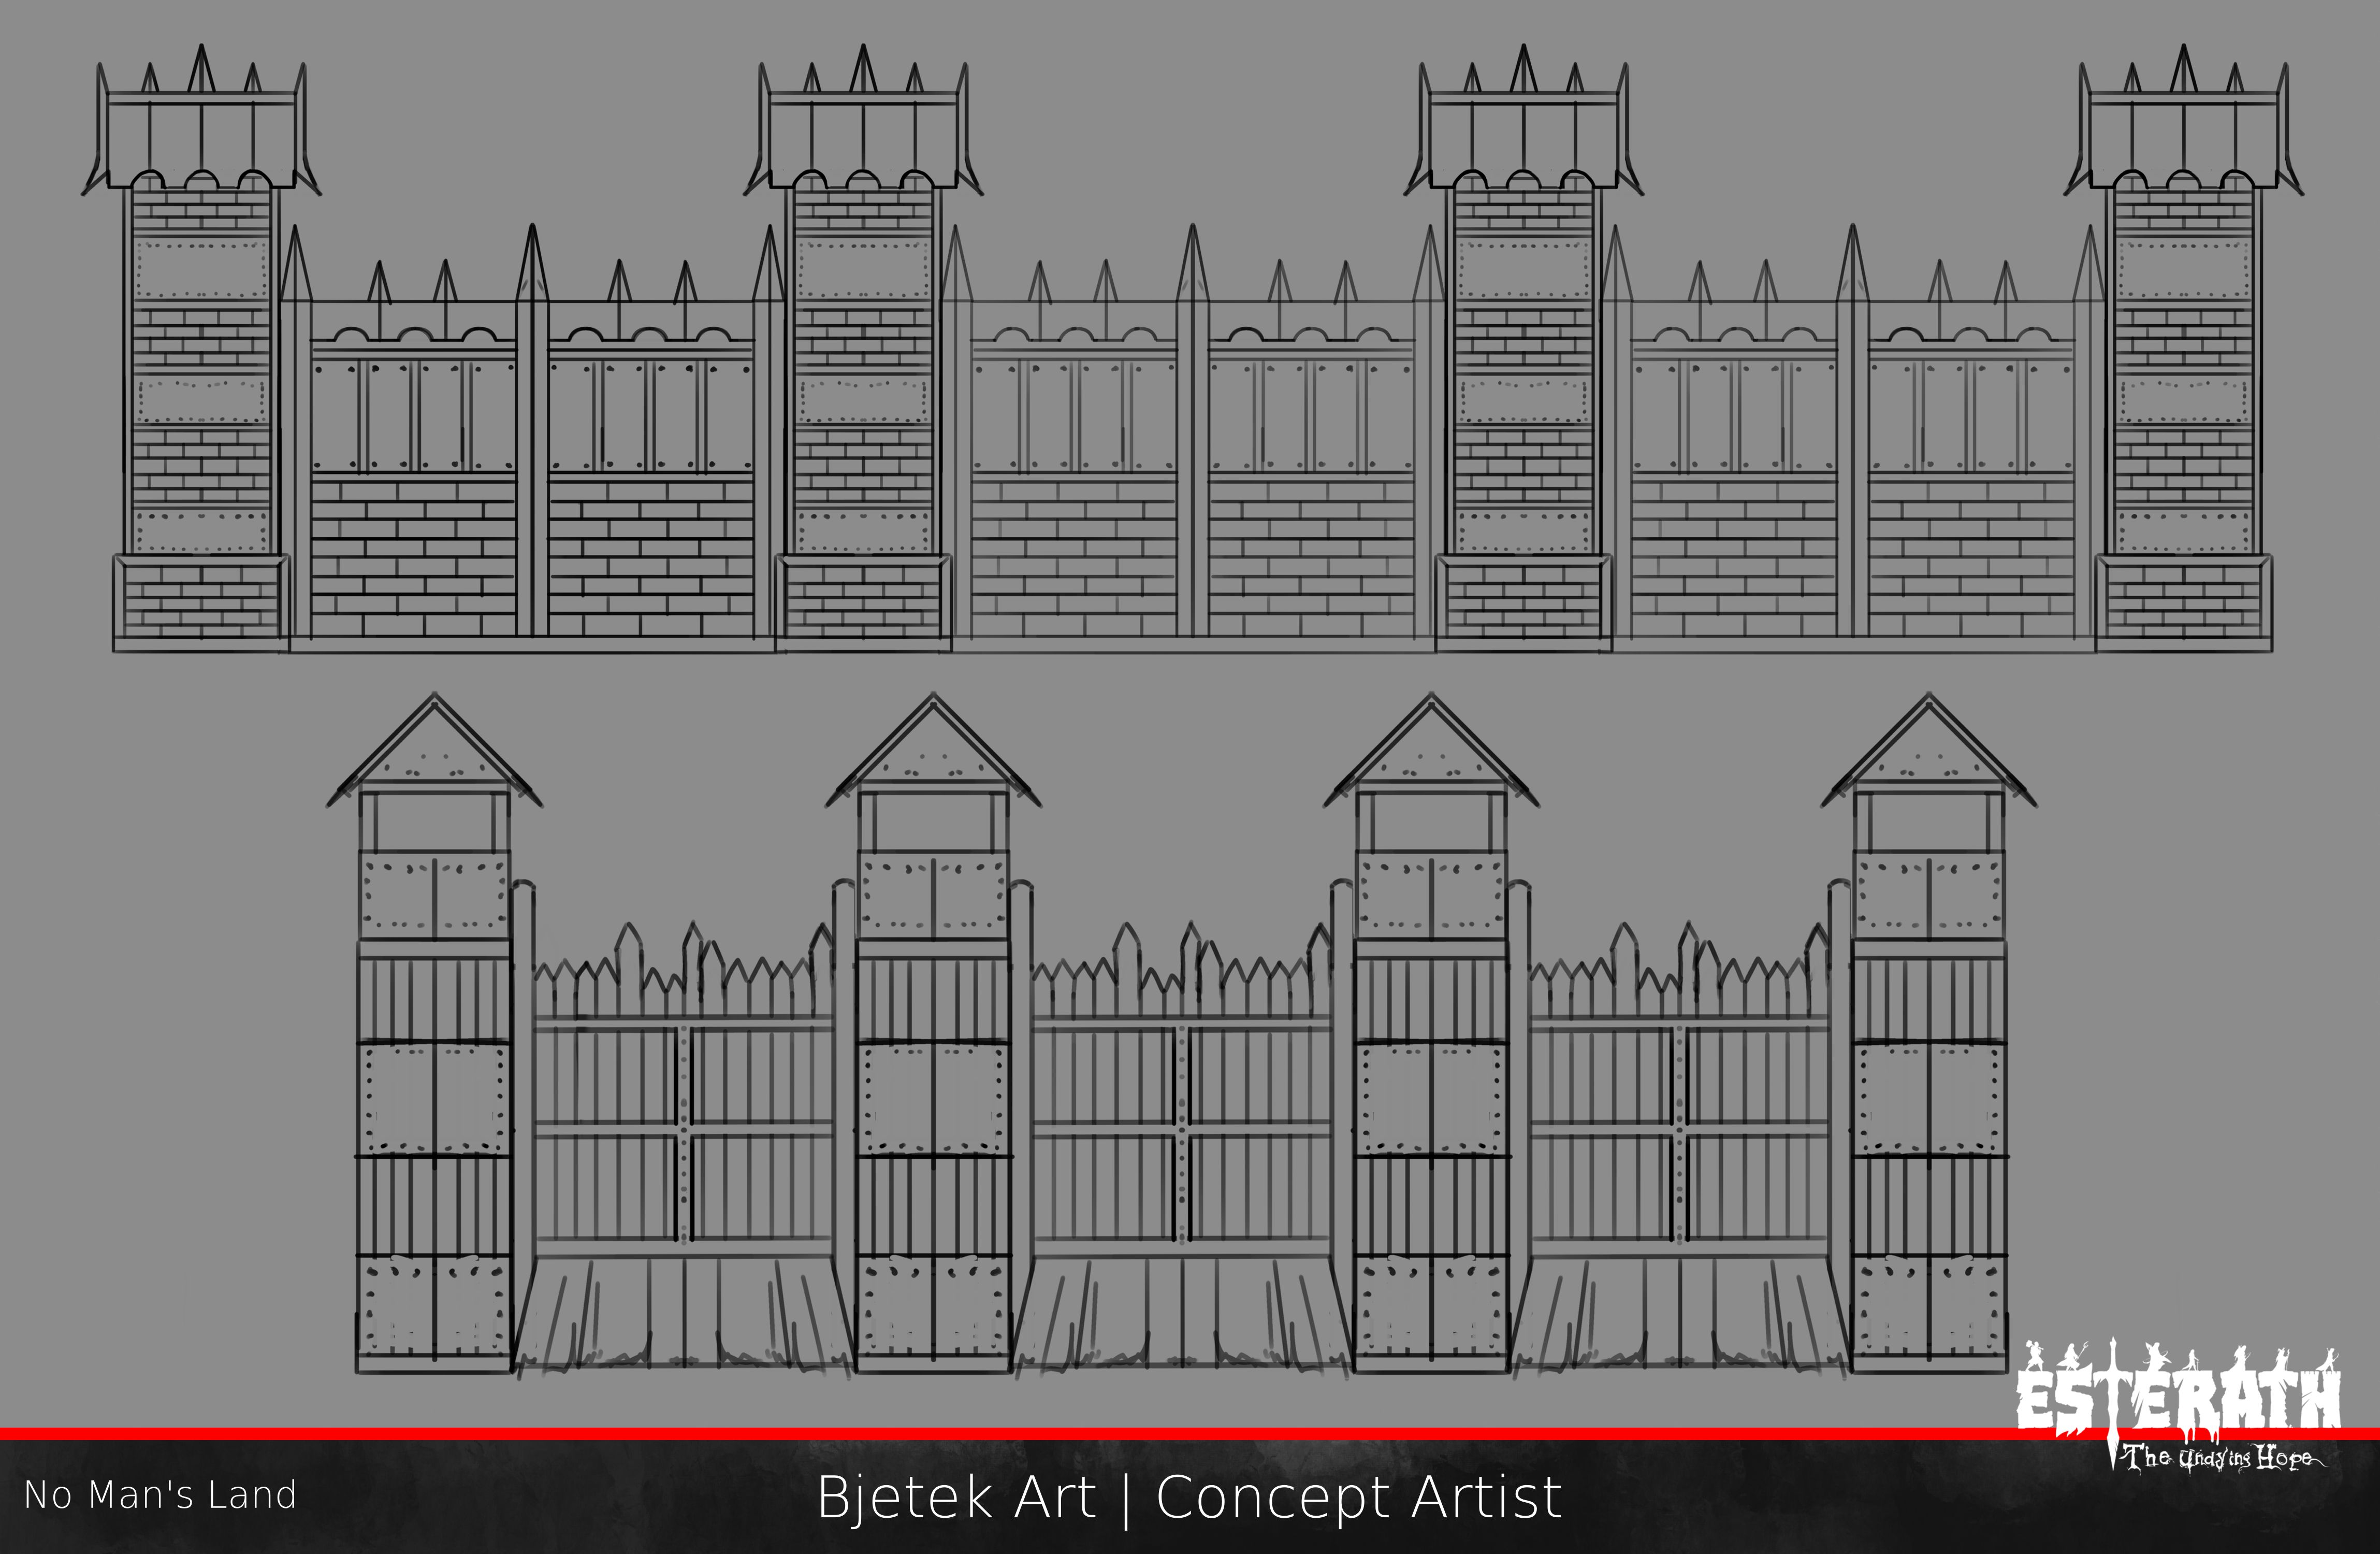 ESTERATH
The Undying Hope
No Man's Land
Bjetek Art | Concept Artist